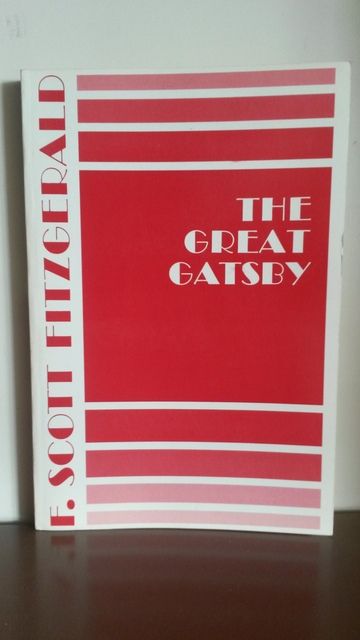 F. SCOTT FITZGERALD
THE
GREAT
GATSBY